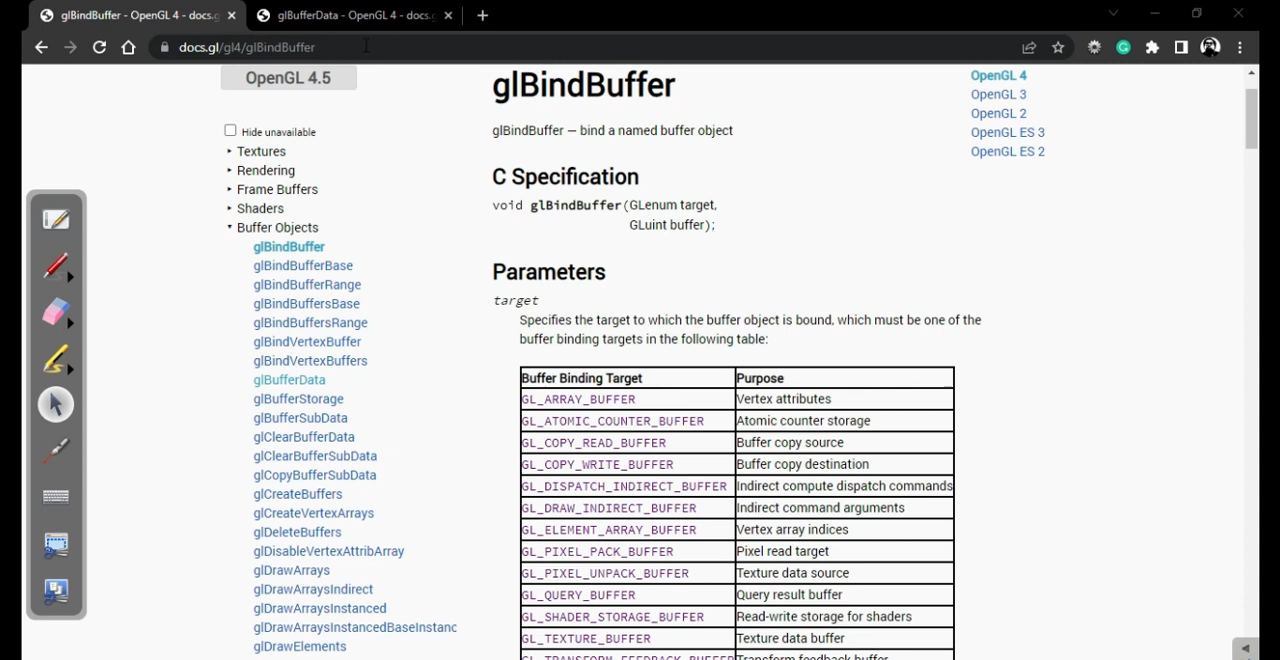 glBindBuffer - OpenGL 4 - docs.g
glBufferData - OpenGL 4 - docs.
docs.gl/gl4/glBindBuffer
OpenGL 4.5
Hide unavailable
Textures
Rendering
Frame Buffers
Shaders
Buffer Objects
glBindBuffer
glBindBufferBase
glBindBufferRange
glBindBuffersBase
glBindBuffersRange
glBindVertexBuffer
glBindVertexBuffers
glBufferData
glBufferStorage
glBufferSubData
glClearBufferData
glClearBufferSubData
glCopyBufferSubData
glCreateBuffers
glCreateVertexArrays
glDeleteBuffers
glDisableVertexAttribArray
glDrawArrays
glDrawArraysIndirect
glDrawArraysInstanced
glDrawArraysInstancedBaseInstanc
glDrawElements
glBindBuffer
glBindBuffer — bind a named buffer object
C Specification
void glBindBuffer(GLenum target,
GLuint buffer);
Parameters
target
Specifies the target to which the buffer object is bound, which must be one of the
buffer binding targets in the following table:
Buffer Binding Target Purpose
GL_ARRAY_BUFFER Vertex attributes
GL_ATOMIC_COUNTER_BUFFER Atomic counter storage
GL_COPY_READ_BUFFER Buffer copy source
GL_COPY_WRITE_BUFFER Buffer copy destination
GL_DISPATCH_INDIRECT_BUFFER Indirect compute dispatch commands
GL_DRAW_INDIRECT_BUFFER Indirect command arguments
GL_ELEMENT_ARRAY_BUFFER Vertex array indices
GL_PIXEL_PACK_BUFFER Pixel read target
GL_PIXEL_UNPACK_BUFFER Texture data source
GL_QUERY_BUFFER Query result buffer
GL_SHADER_STORAGE_BUFFER Read-write storage for shaders
GL_TEXTURE_BUFFER Texture data buffer
GL_TRANSFORM_FEEDBACK_BUFFER Transform feedback buffer
OpenGL 4
OpenGL 3
OpenGL 2
OpenGL ES 3
OpenGL ES 2